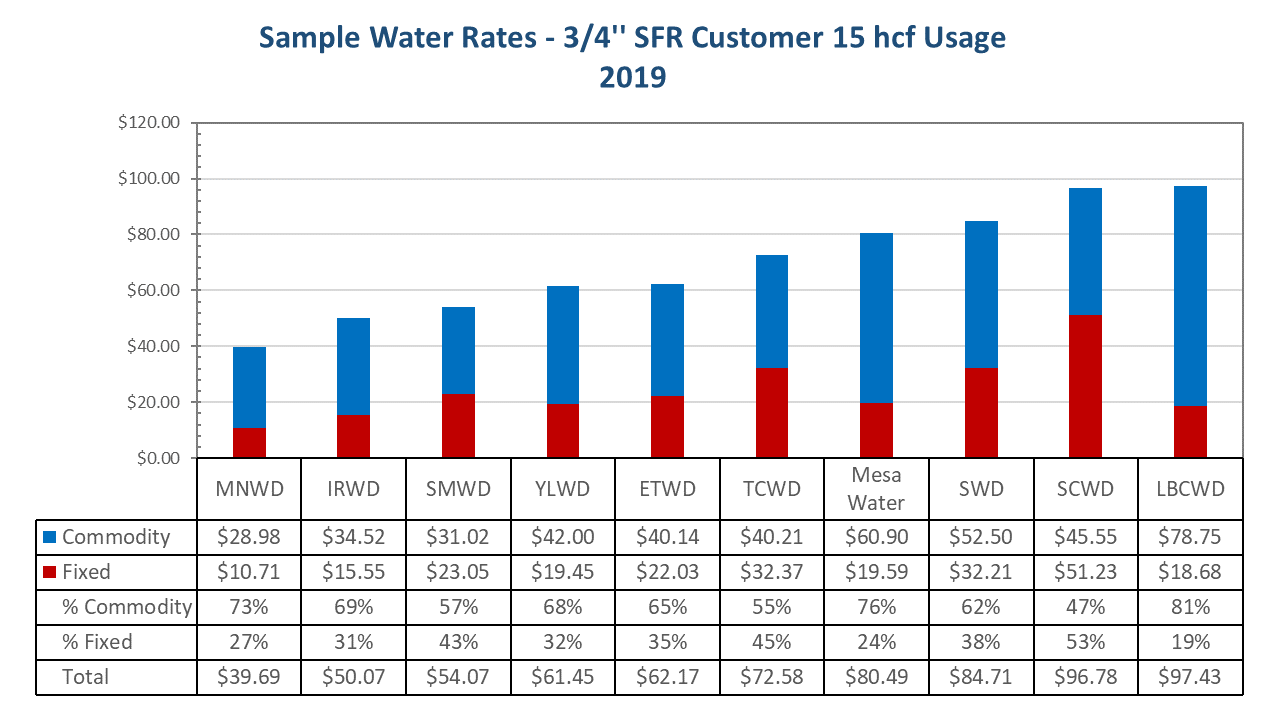 Sample Water Rates - 3/4'' SFR Customer 15 hcf Usage
2019
$120.00
$100.00
$80.00
$60.00
$40.00
$20.00
$0.00
MNWD IRWD SMWD YLWD ETWD TCWD Mesa Water SWD SCWD LBCWD
Commodity $28.98 $34.52 $31.02 $42.00 $40.14 $40.21 $60.90 $52.50 $45.55 $78.75
Fixed $10.71 $15.55 $23.05 $19.45 $22.03 $32.37 $19.59 $32.21 $51.23 $18.68
% Commodity 73% 69% 57% 68% 65% 55% 76% 62% 47% 81%
% Fixed 27% 31% 43% 32% 35% 45% 24% 38% 53% 19%
Total $39.69 $50.07 $54.07 $61.45 $62.17 $72.58 $80.49 $84.71 $96.78 $97.43